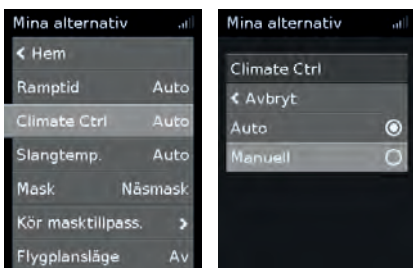 Mina alternativ
< Hem
Ramptid Auto
Climate Ctrl Auto
Slangtemp. Auto
Mask Näsmask
Kör masktillpass. >
Flygplansläge Av
Mina alternativ
Climate Ctrl
< Avbryt
Auto
Manuell